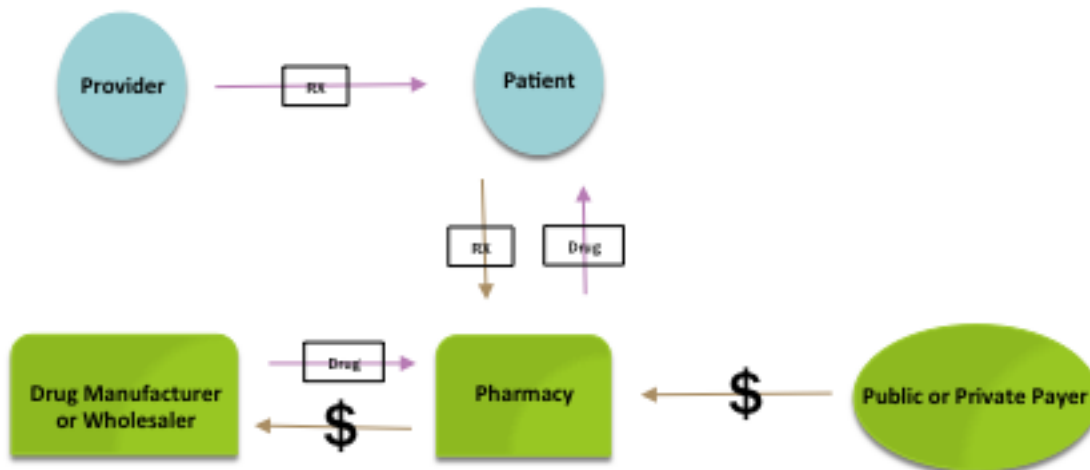 Provider
RX
Patient
RX
Drug
Drug Manufacturer
or Wholesaler
Drug
$
Pharmacy
$
Public or Private Payer